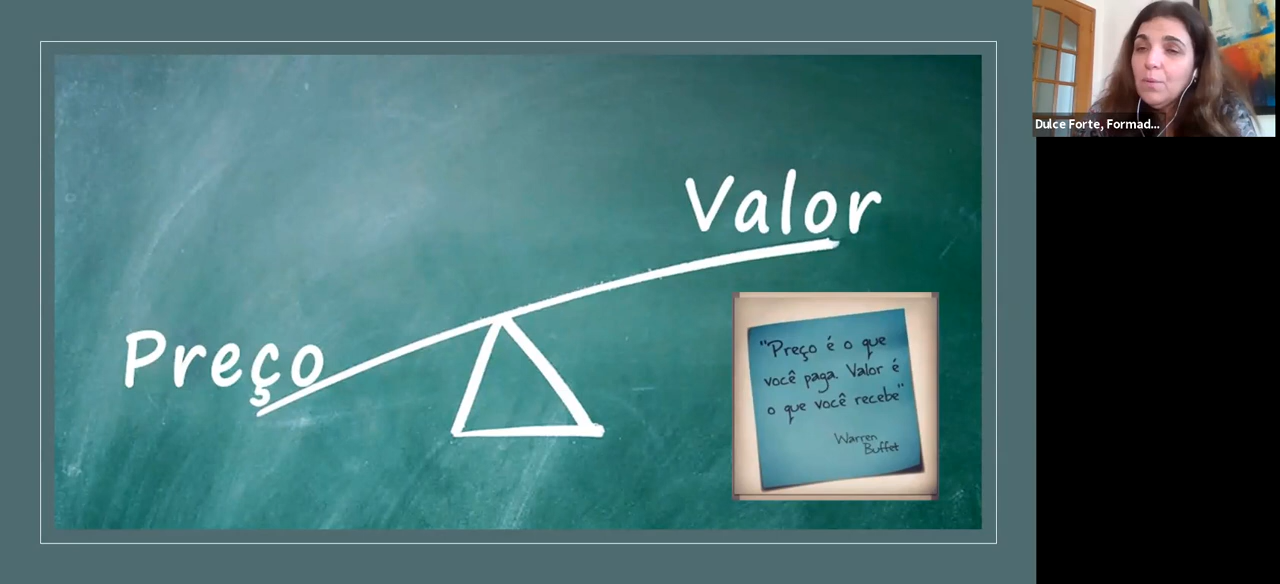 Dulce Forte, Formad...
Valor
Preço
"Preço é o que
você paga. Valor é
o que você recebe"
Warren
Buffet